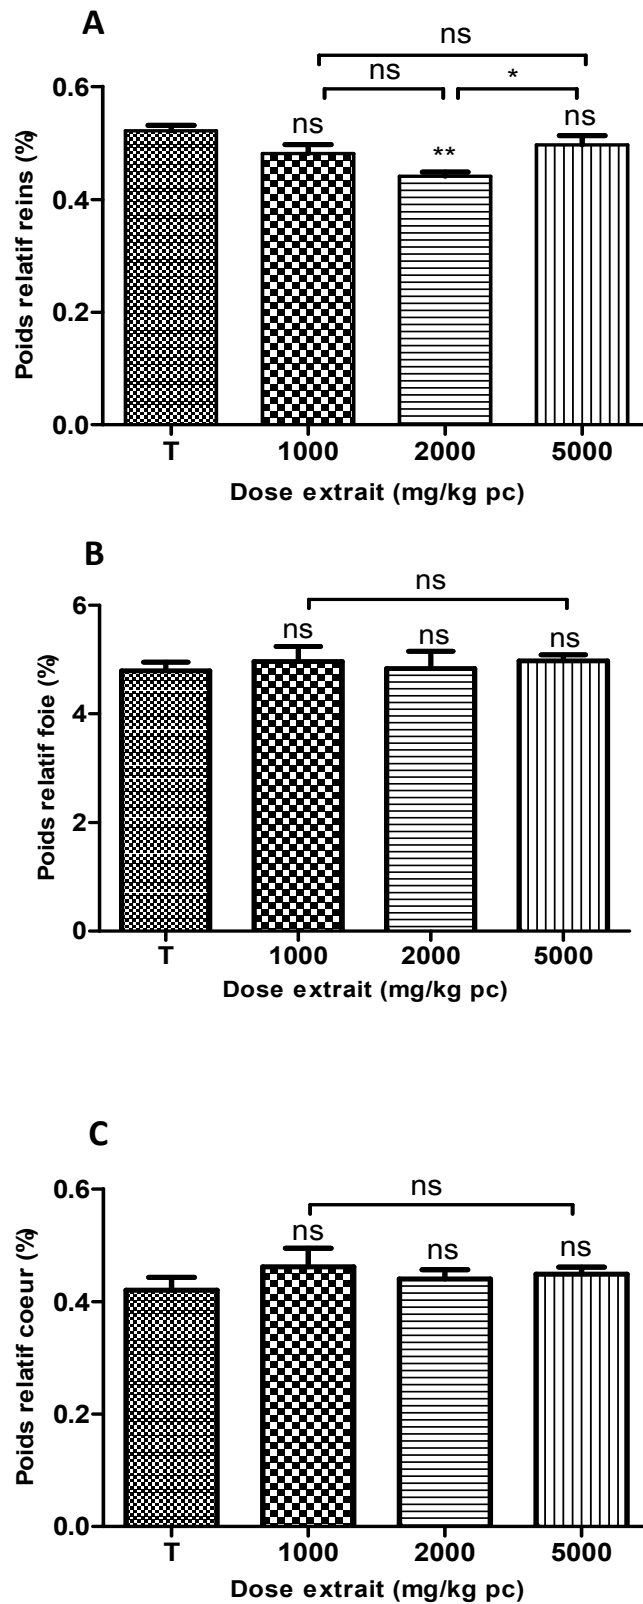 A
ns
ns
*
0.6
ns
**
ns
0.4
0.2
0.0
Poids relatif reins (%)
T 1000 2000 5000
Dose extrait (mg/kg pc)
B
ns
6
ns
ns
ns
4
2
0
Poids relatif foie (%)
T 1000 2000 5000
Dose extrait (mg/kg pc)
C
ns
0.6
ns
ns
ns
0.4
0.2
0.0
Poids relatif coeur (%)
T 1000 2000 5000
Dose extrait (mg/kg pc)